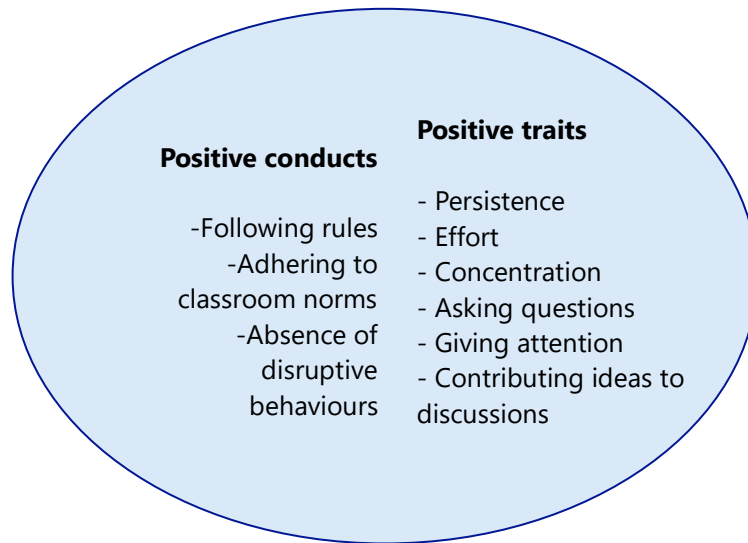 Positive conducts
-Following rules
-Adhering to
classroom norms
-Absence of
disruptive
behaviours
Positive traits
- Persistence
- Effort
- Concentration
- Asking questions
- Giving attention
- Contributing ideas to
discussions